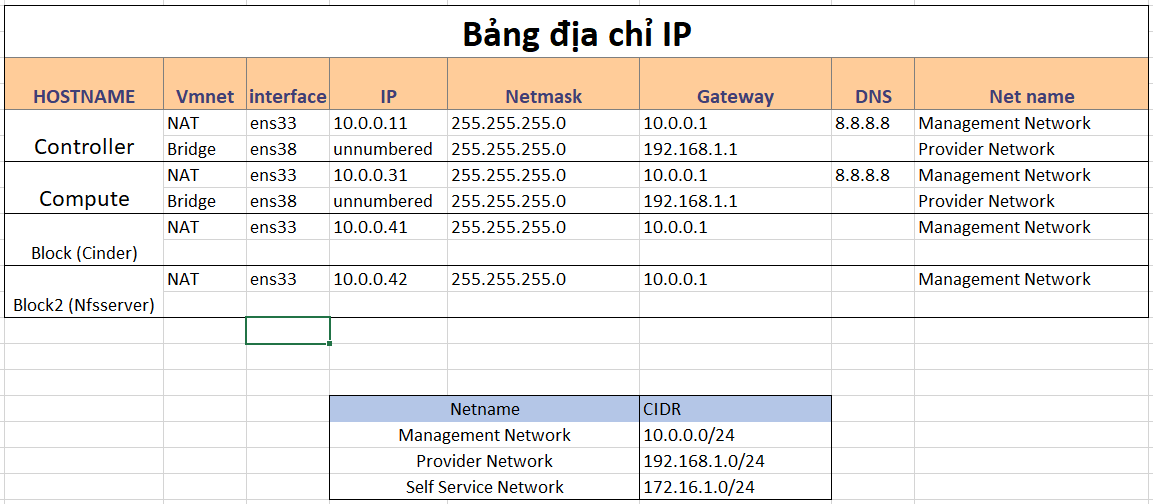 Bảng địa chỉ IP
HOSTNAME Vmnet interface IP Netmask Gateway DNS Net name
Controller NAT ens33 10.0.0.11 255.255.255.0 10.0.0.1 8.8.8.8 Management Network
Bridge ens38 unnumbered 255.255.255.0 192.168.1.1 Provider Network
Compute NAT ens33 10.0.0.31 255.255.255.0 10.0.0.1 8.8.8.8 Management Network
Bridge ens38 unnumbered 255.255.255.0 192.168.1.1 Provider Network
Block (Cinder) NAT ens33 10.0.0.41 255.255.255.0 10.0.0.1 Management Network
Block2 (Nfsserver) NAT ens33 10.0.0.42 255.255.255.0 10.0.0.1 Management Network
Netname CIDR
Management Network 10.0.0.0/24
Provider Network 192.168.1.0/24
Self Service Network 172.16.1.0/24